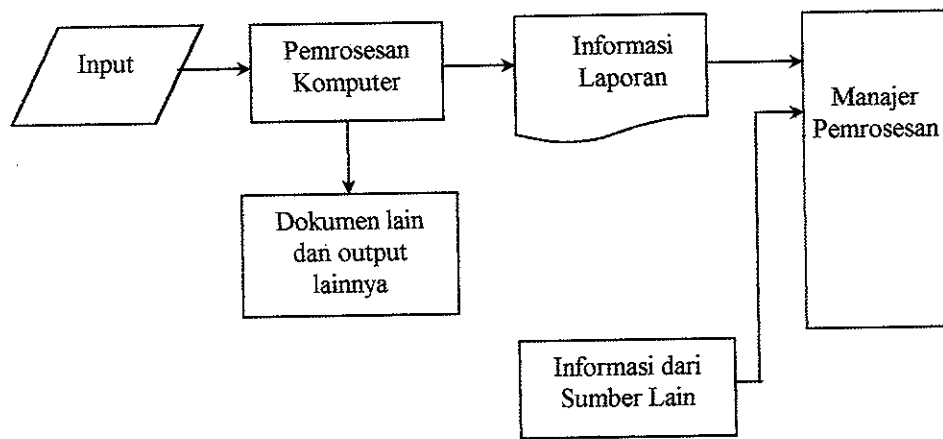 Input
Pemrosesan
Komputer
Informasi
Laporan
Manajer
Pemrosesan
Dokumen lain
dan output
lainnya
Informasi dari
Sumber Lain